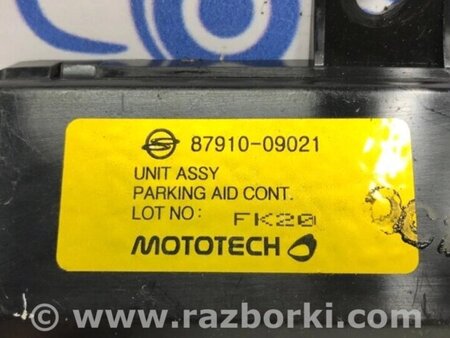 87910-09021
UNIT ASSY
PARKING AID CONT.
LOT NO: FK20
MOTOTECH
www.razborki.com